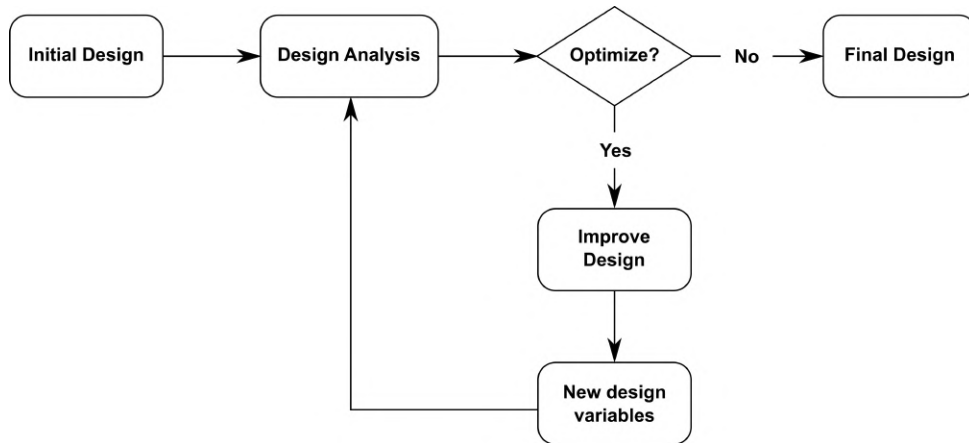 Initial Design
Design Analysis
Optimize?
No
Final Design
Yes
Improve
Design
New design
variables